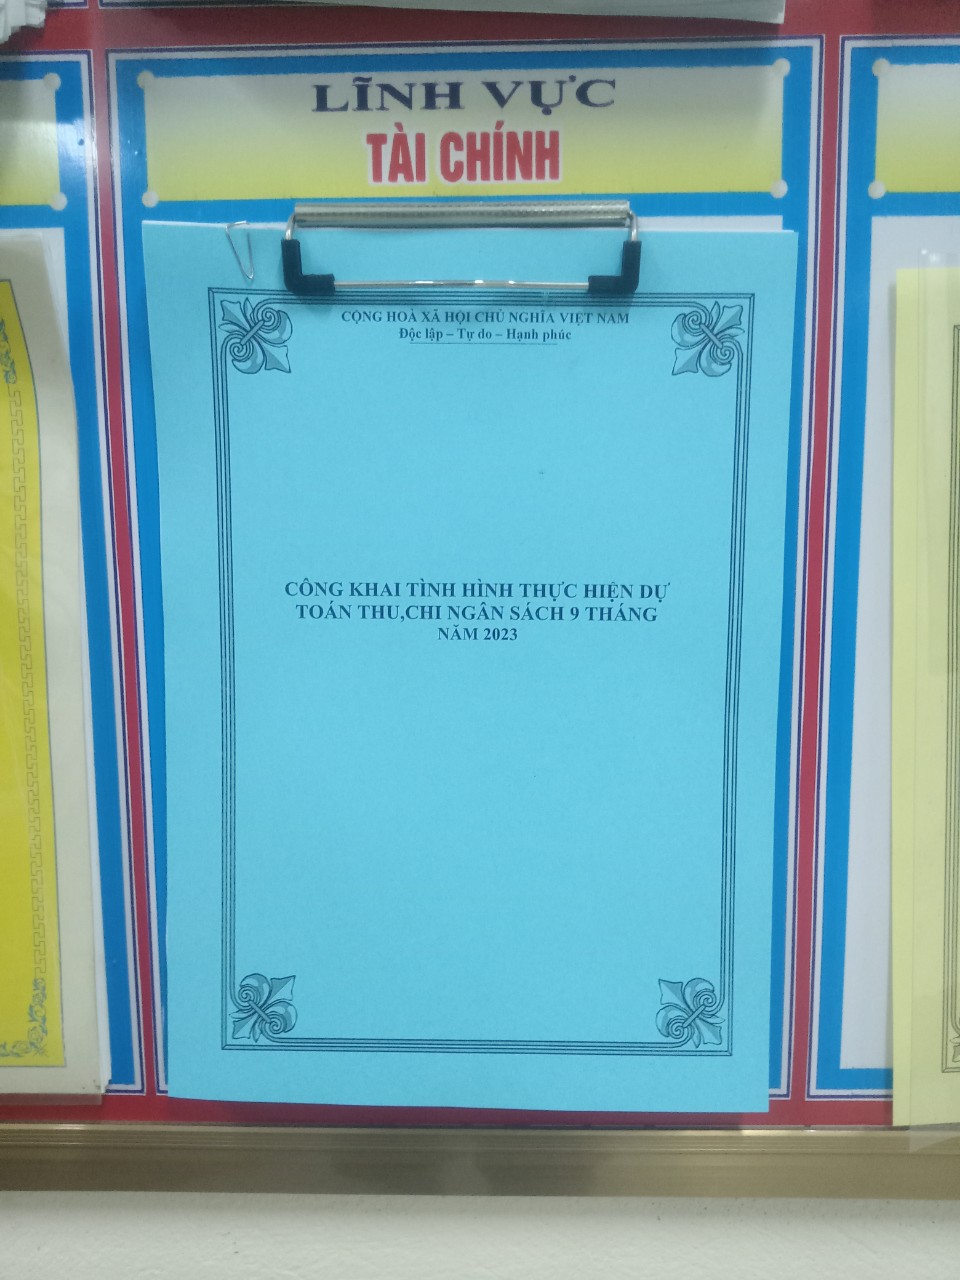 LĨNH VỰC
TÀI CHÍNH
CỘNG HOÀ XÃ HỘI CHỦ NGHĨA VIỆT NAM
Độc lập – Tự do – Hạnh phúc
CÔNG KHAI TÌNH HÌNH THỰC HIỆN DỰ
TOÁN THU,CHI NGÂN SÁCH 9 THÁNG
NĂM 2023